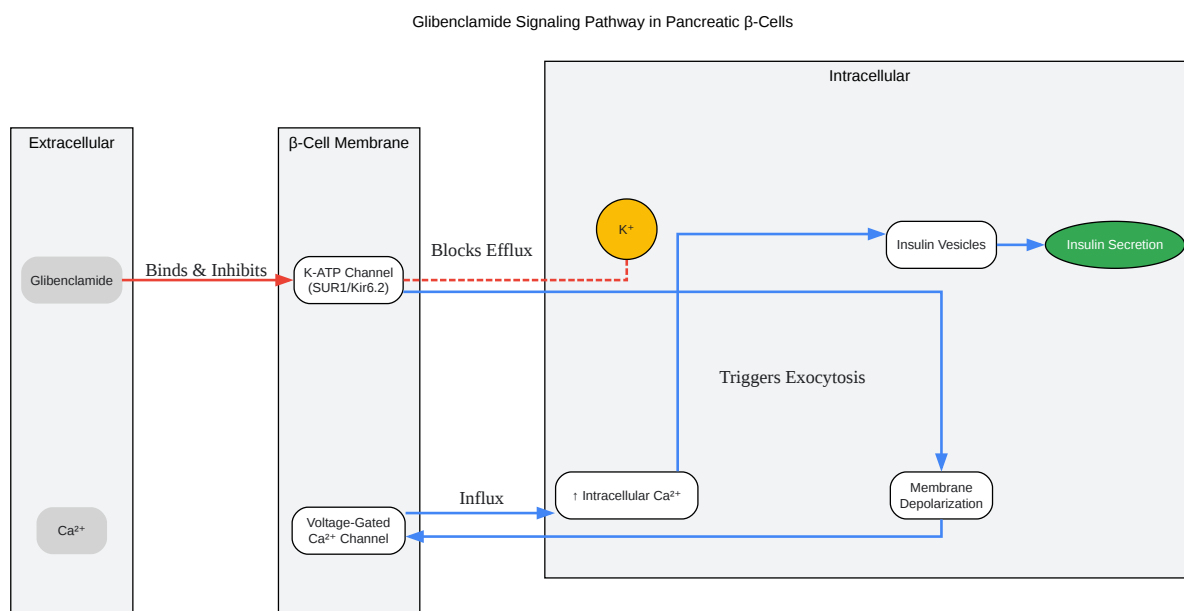 Glibenclamide Signaling Pathway in Pancreatic β-Cells
Intracellular
Extracellular
β-Cell Membrane
K⁺
Insulin Vesicles
Insulin Secretion
Blocks Efflux
Binds & Inhibits
Glibenclamide
K-ATP Channel
(SUR1/Kir6.2)
Triggers Exocytosis
Influx
↑ Intracellular Ca²⁺
Membrane
Depolarization
Ca²⁺
Voltage-Gated
Ca²⁺ Channel